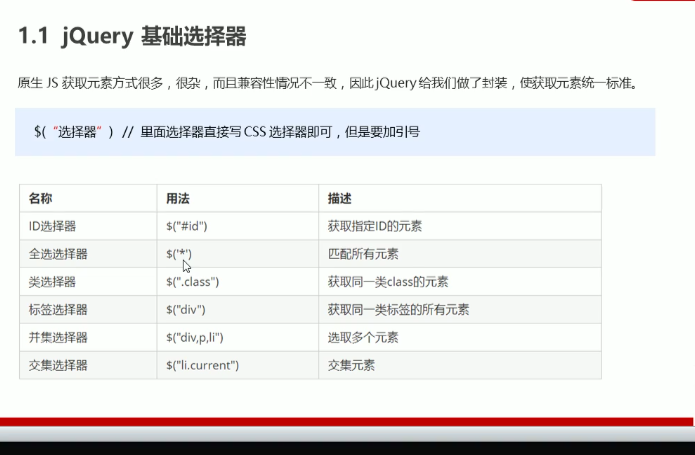 1.1 jQuery 基础选择器
原生 JS 获取元素方式很多，很杂，而且兼容性情况不一致，因此 jQuery 给我们做了封装，使获取元素统一标准。
$(“选择器”) // 里面选择器直接写 CSS 选择器即可，但是要加引号
名称 用法 描述
ID选择器 $("#id") 获取指定ID的元素
全选选择器 $('*') 匹配所有元素
类选择器 $(".class") 获取同一类class的元素
标签选择器 $("div") 获取同一类标签的所有元素
并集选择器 $("div,p,li") 选取多个元素
交集选择器 $("li.current") 交集元素